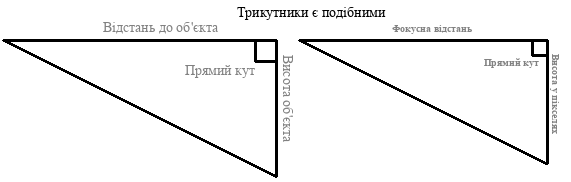 Трикутники є подібними
Відстань до об'єкта
Прямий кут
Висота об'єкта
Фокусна відстань
Прямий кут
Висота у пікселях